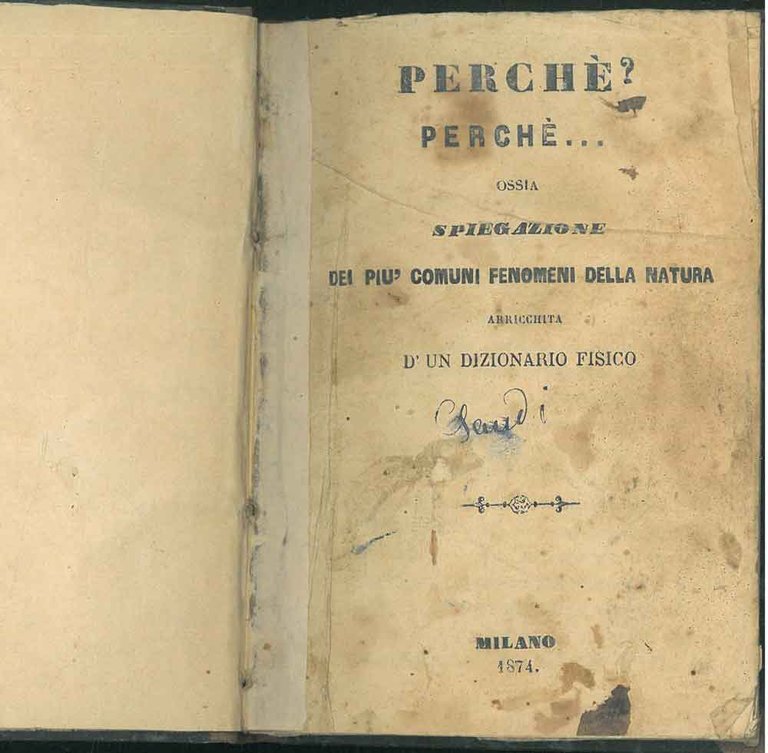 PERCHÈ?
PERCHÈ...
OSSIA
SPIEGAZIONE
DEI PIU' COMUNI FENOMENI DELLA NATURA
ARRICCHITA
D' UN DIZIONARIO FISICO
MILANO
1874.